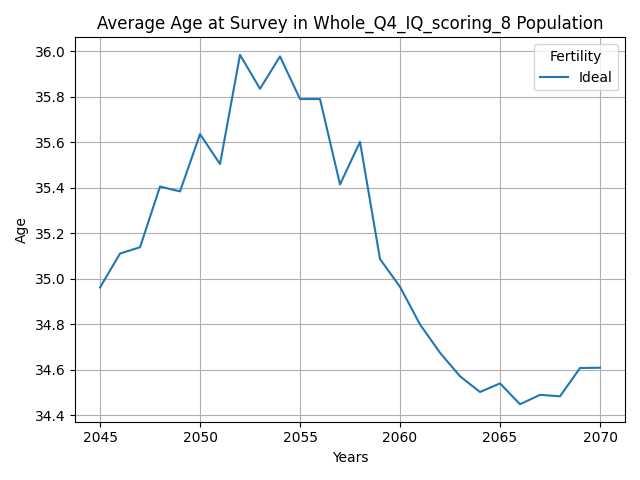 Average Age at Survey in Whole_Q4_IQ_scoring_8 Population
Fertility
Ideal
36.0
35.8
35.6
35.4
35.2
35.0
34.8
34.6
34.4
Age
2045 2050 2055 2060 2065 2070
Years